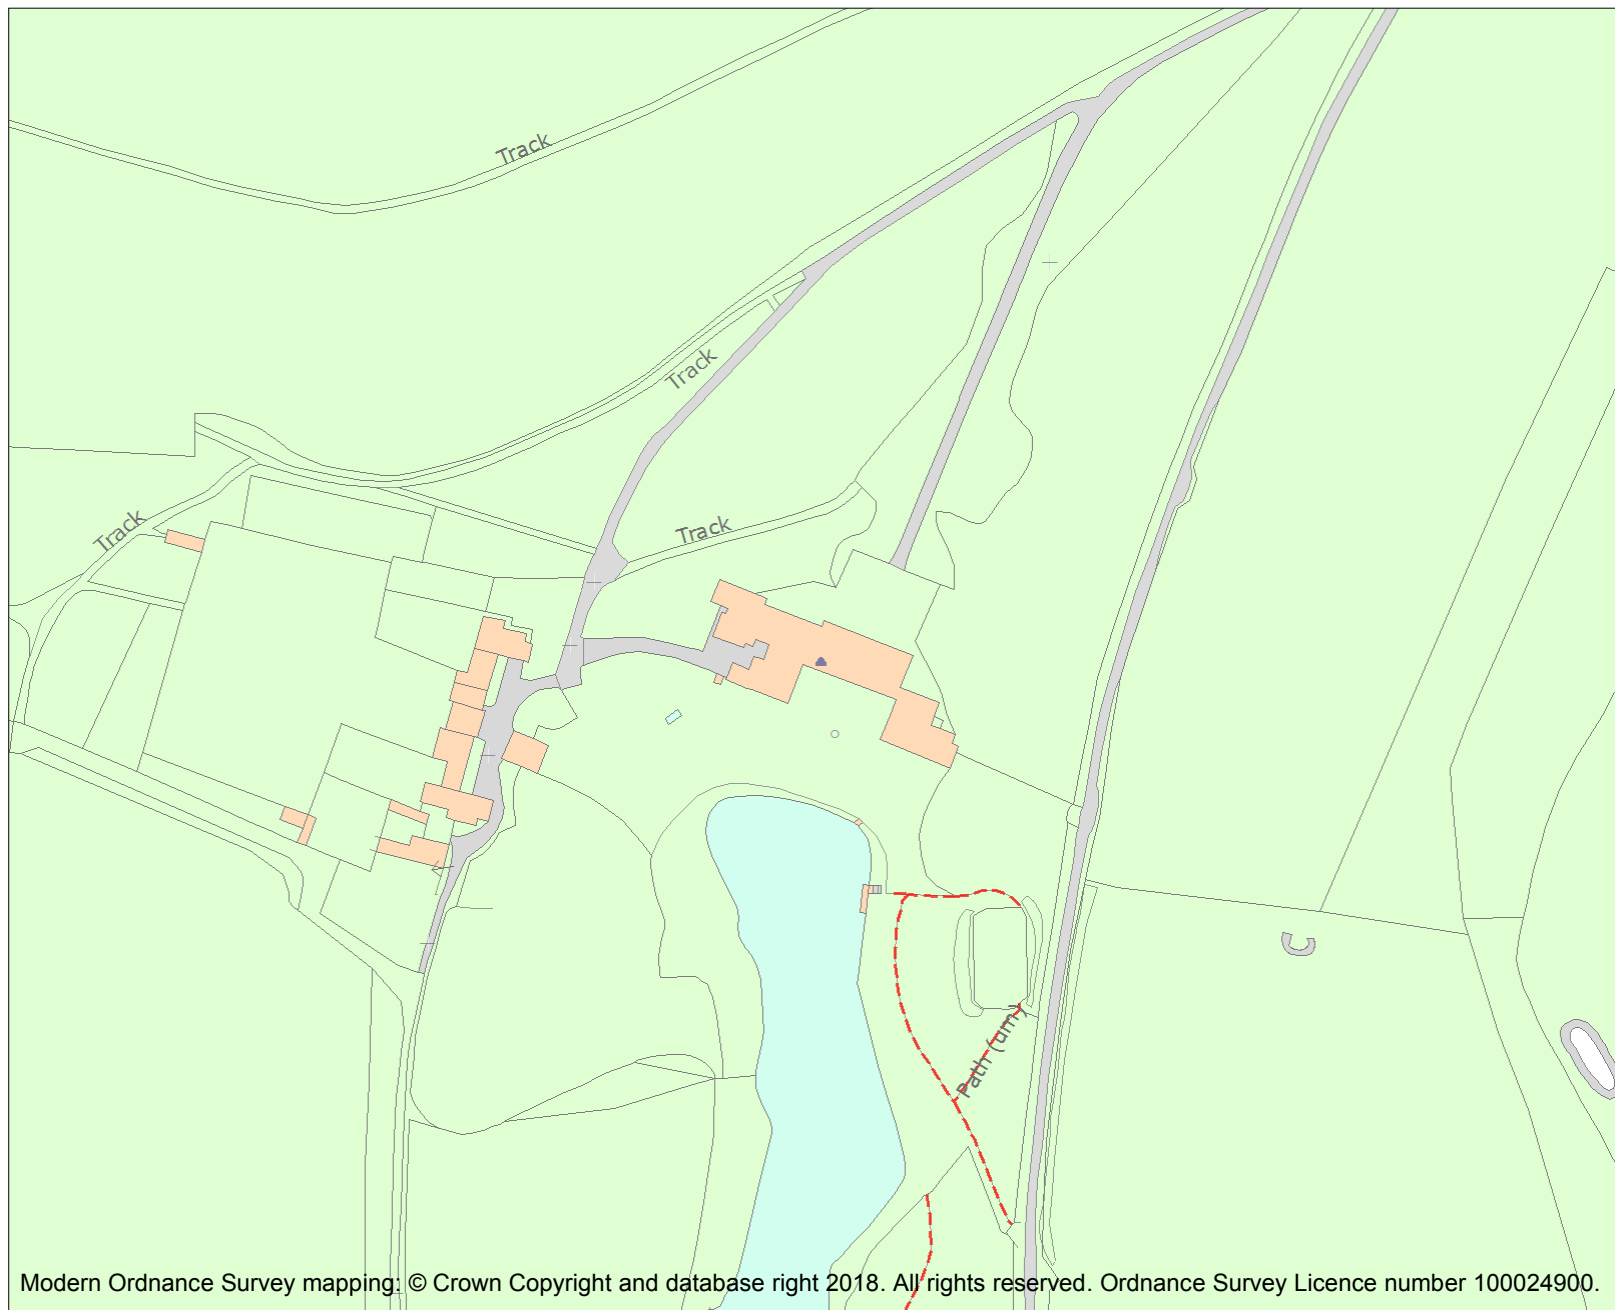 Track
Track
Track
Track
Path (um)
Modern Ordnance Survey mapping: © Crown Copyright and database right 2018. All rights reserved. Ordnance Survey Licence number 100024900.